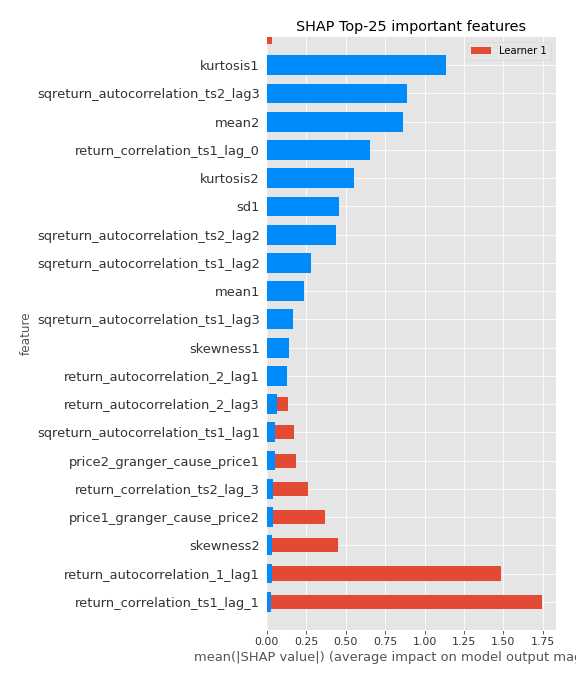 SHAP Top-25 important features
Learner 1
kurtosis1
sqreturn_autocorrelation_ts2_lag3
mean2
return_correlation_ts1_lag_0
kurtosis2
sd1
sqreturn_autocorrelation_ts2_lag2
sqreturn_autocorrelation_ts1_lag2
mean1
sqreturn_autocorrelation_ts1_lag3
skewness1
return_autocorrelation_2_lag1
return_autocorrelation_2_lag3
sqreturn_autocorrelation_ts1_lag1
price2_granger_cause_price1
return_correlation_ts2_lag_3
price1_granger_cause_price2
skewness2
return_autocorrelation_1_lag1
return_correlation_ts1_lag_1
feature
0.00 0.25 0.50 0.75 1.00 1.25 1.50 1.75
mean(|SHAP value|) (average impact on model output mag